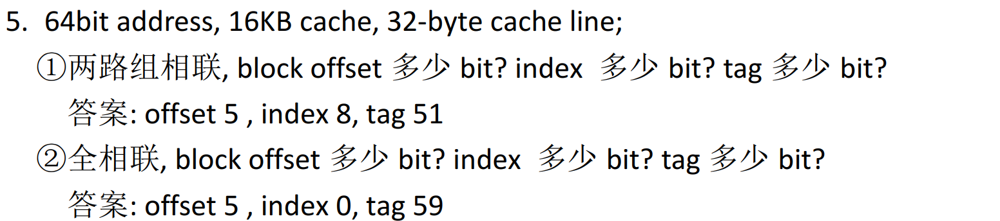 5. 64bit address, 16KB cache, 32-byte cache line;
①两路组相联, block offset 多少 bit? index 多少 bit? tag 多少 bit?
答案: offset 5 , index 8, tag 51
②全相联, block offset 多少 bit? index 多少 bit? tag 多少 bit?
答案: offset 5 , index 0, tag 59